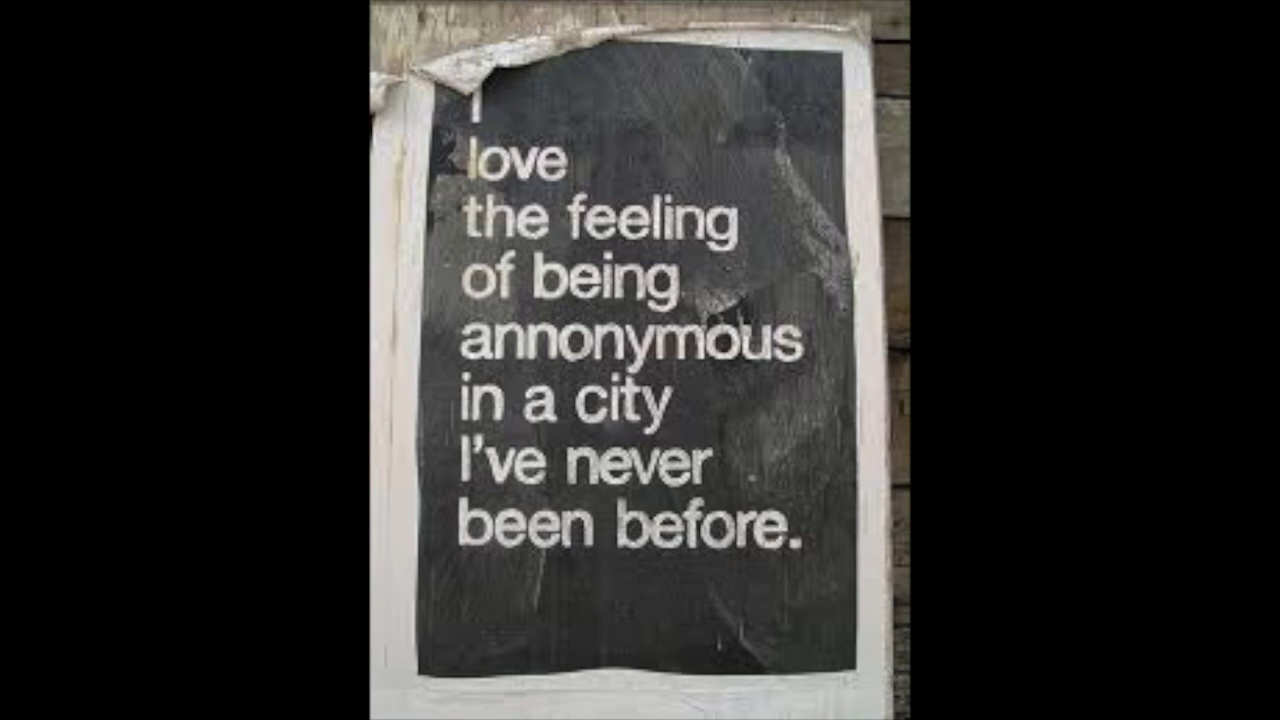 I
love
the feeling
of being
annonymous
in a city
I've never
been before.